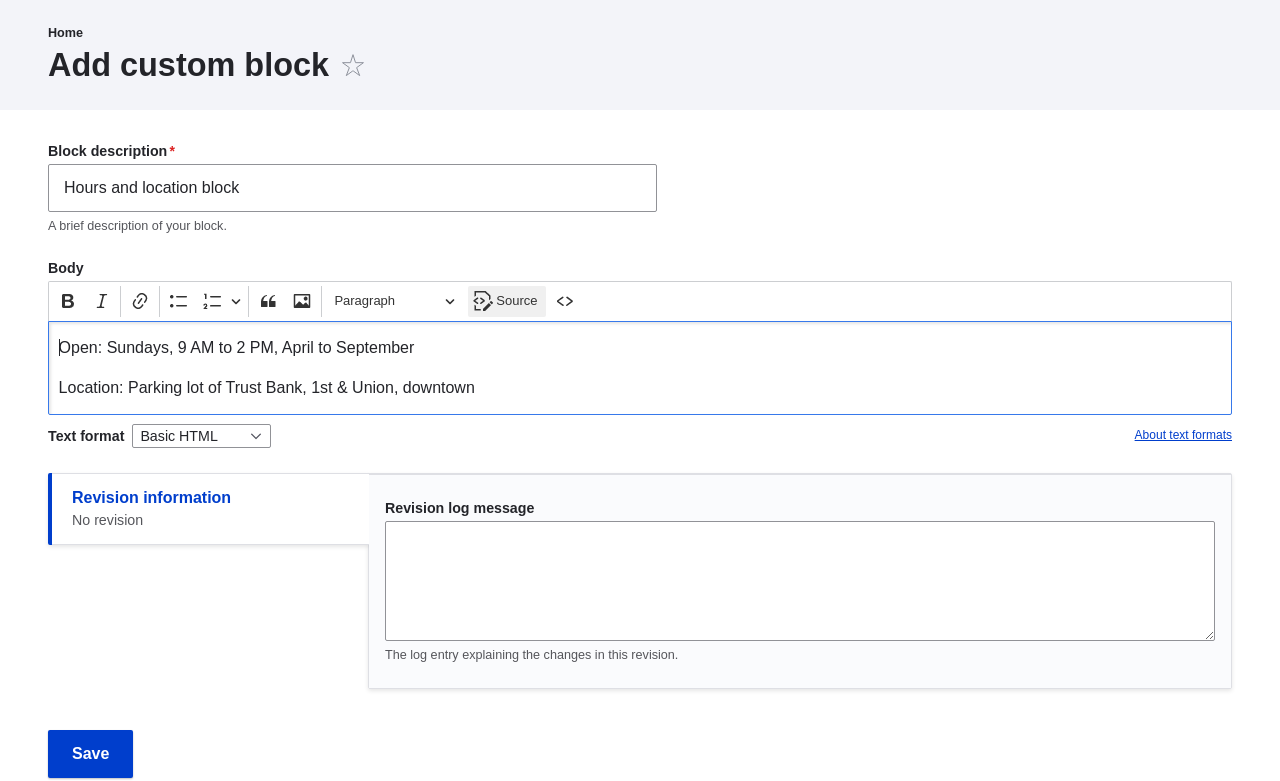 Home
Add custom block
Block description*
Hours and location block
A brief description of your block.
Body
B I Paragraph Source
Open: Sundays, 9 AM to 2 PM, April to September
Location: Parking lot of Trust Bank, 1st & Union, downtown
Text format Basic HTML About text formats
Revision information
No revision
Revision log message
The log entry explaining the changes in this revision.
Save